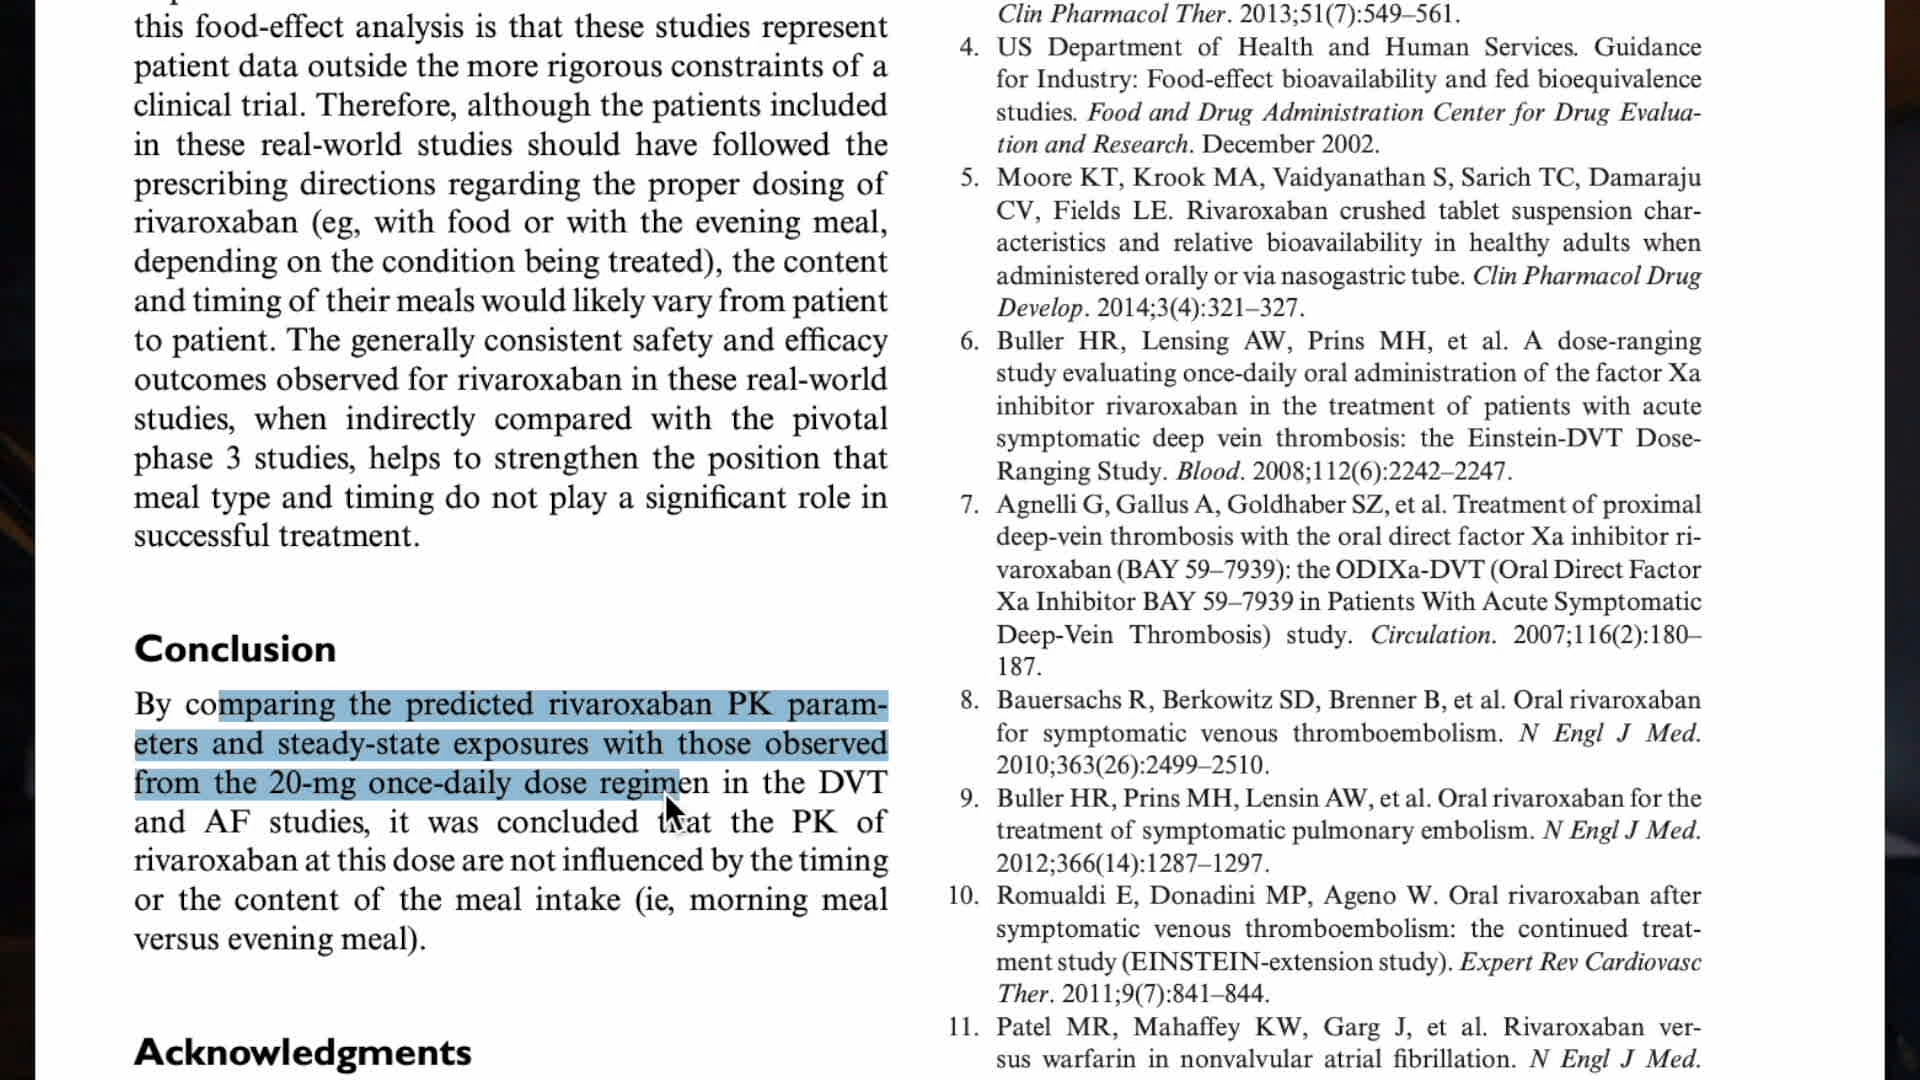 this food-effect analysis is that these studies represent
patient data outside the more rigorous constraints of a
clinical trial. Therefore, although the patients included
in these real-world studies should have followed the
prescribing directions regarding the proper dosing of
rivaroxaban (eg, with food or with the evening meal,
depending on the condition being treated), the content
and timing of their meals would likely vary from patient
to patient. The generally consistent safety and efficacy
outcomes observed for rivaroxaban in these real-world
studies, when indirectly compared with the pivotal
phase 3 studies, helps to strengthen the position that
meal type and timing do not play a significant role in
successful treatment.
Conclusion
By comparing the predicted rivaroxaban PK param-
eters and steady-state exposures with those observed
from the 20-mg once-daily dose regimen in the DVT
and AF studies, it was concluded that the PK of
rivaroxaban at this dose are not influenced by the timing
or the content of the meal intake (ie, morning meal
versus evening meal).
Acknowledgments
Clin Pharmacol Ther. 2013;51(7):549–561.
4. US Department of Health and Human Services. Guidance
for Industry: Food-effect bioavailability and fed bioequivalence
studies. Food and Drug Administration Center for Drug Evalua-
tion and Research. December 2002.
5. Moore KT, Krook MA, Vaidyanathan S, Sarich TC, Damaraju
CV, Fields LE. Rivaroxaban crushed tablet suspension char-
acteristics and relative bioavailability in healthy adults when
administered orally or via nasogastric tube. Clin Pharmacol Drug
Develop. 2014;3(4):321–327.
6. Buller HR, Lensing AW, Prins MH, et al. A dose-ranging
study evaluating once-daily oral administration of the factor Xa
inhibitor rivaroxaban in the treatment of patients with acute
symptomatic deep vein thrombosis: the Einstein-DVT Dose-
Ranging Study. Blood. 2008;112(6):2242–2247.
7. Agnelli G, Gallus A, Goldhaber SZ, et al. Treatment of proximal
deep-vein thrombosis with the oral direct factor Xa inhibitor ri-
varoxaban (BAY 59–7939): the ODIXa-DVT (Oral Direct Factor
Xa Inhibitor BAY 59–7939 in Patients With Acute Symptomatic
Deep-Vein Thrombosis) study. Circulation. 2007;116(2):180–
187.
8. Bauersachs R, Berkowitz SD, Brenner B, et al. Oral rivaroxaban
for symptomatic venous thromboembolism. N Engl J Med.
2010;363(26):2499–2510.
9. Buller HR, Prins MH, Lensin AW, et al. Oral rivaroxaban for the
treatment of symptomatic pulmonary embolism. N Engl J Med.
2012;366(14):1287–1297.
10. Romualdi E, Donadini MP, Ageno W. Oral rivaroxaban after
symptomatic venous thromboembolism: the continued treat-
ment study (EINSTEIN-extension study). Expert Rev Cardiovasc
Ther. 2011;9(7):841–844.
11. Patel MR, Mahaffey KW, Garg J, et al. Rivaroxaban ver-
sus warfarin in nonvalvular atrial fibrillation. N Engl J Med.